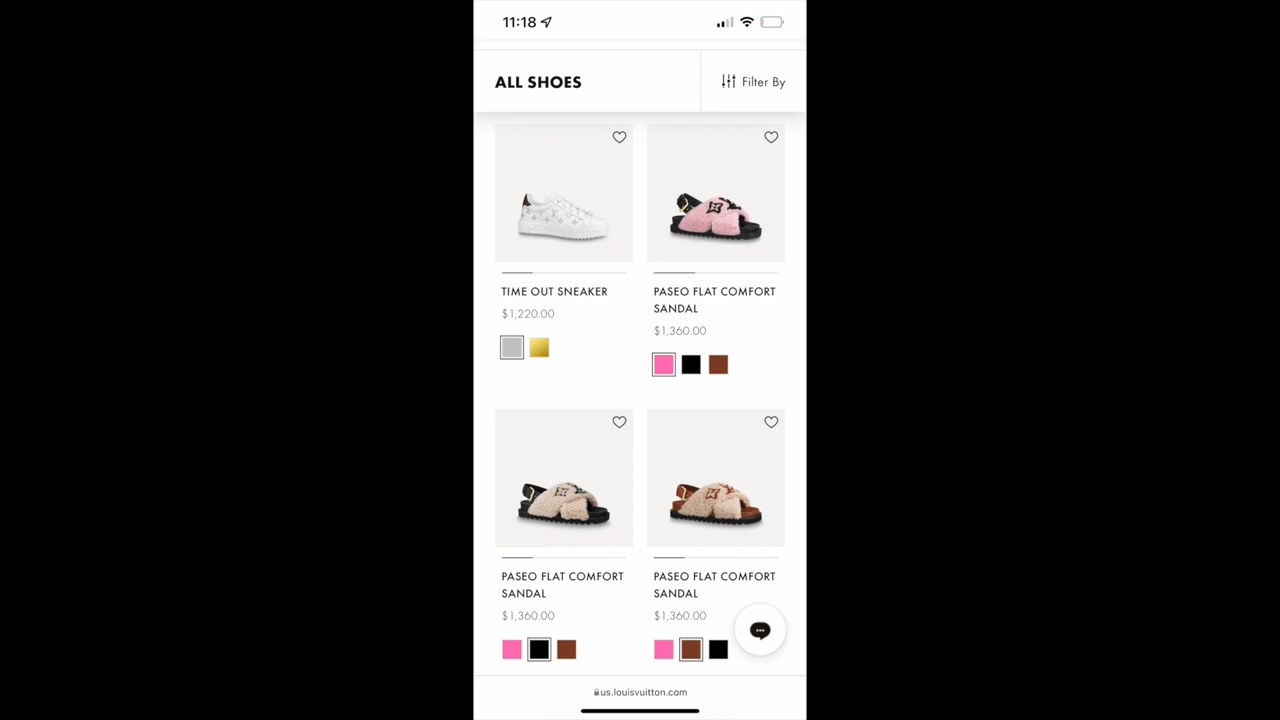 11:18
ALL SHOES
Filter By
TIME OUT SNEAKER
$1,220.00
PASEO FLAT COMFORT
SANDAL
$1,360.00
PASEO FLAT COMFORT
SANDAL
$1,360.00
PASEO FLAT COMFORT
SANDAL
$1,360.00
us.louisvuitton.com